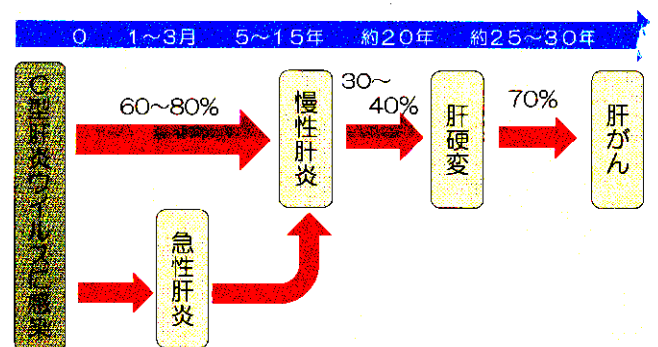 0 1〜3月 5〜15年 約20年 約25〜30年
C型肝炎ウイルスに感染
60〜80%
慢性肝炎
30〜
40%
肝硬変
70%
肝がん
急性肝炎